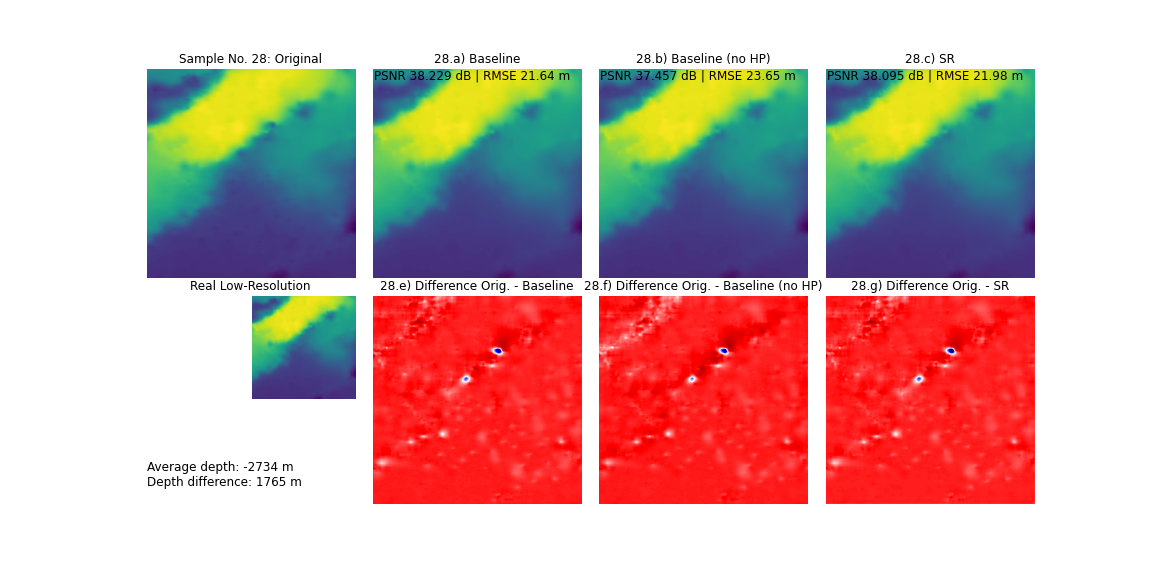 Sample No. 28: Original
28.a) Baseline
28.b) Baseline (no HP)
28.c) SR
PSNR 38.229 dB | RMSE 21.64 m
PSNR 37.457 dB | RMSE 23.65 m
PSNR 38.095 dB | RMSE 21.98 m
Real Low-Resolution
28.e) Difference Orig. - Baseline
28.f) Difference Orig. - Baseline (no HP)
28.g) Difference Orig. - SR
Average depth: -2734 m
Depth difference: 1765 m